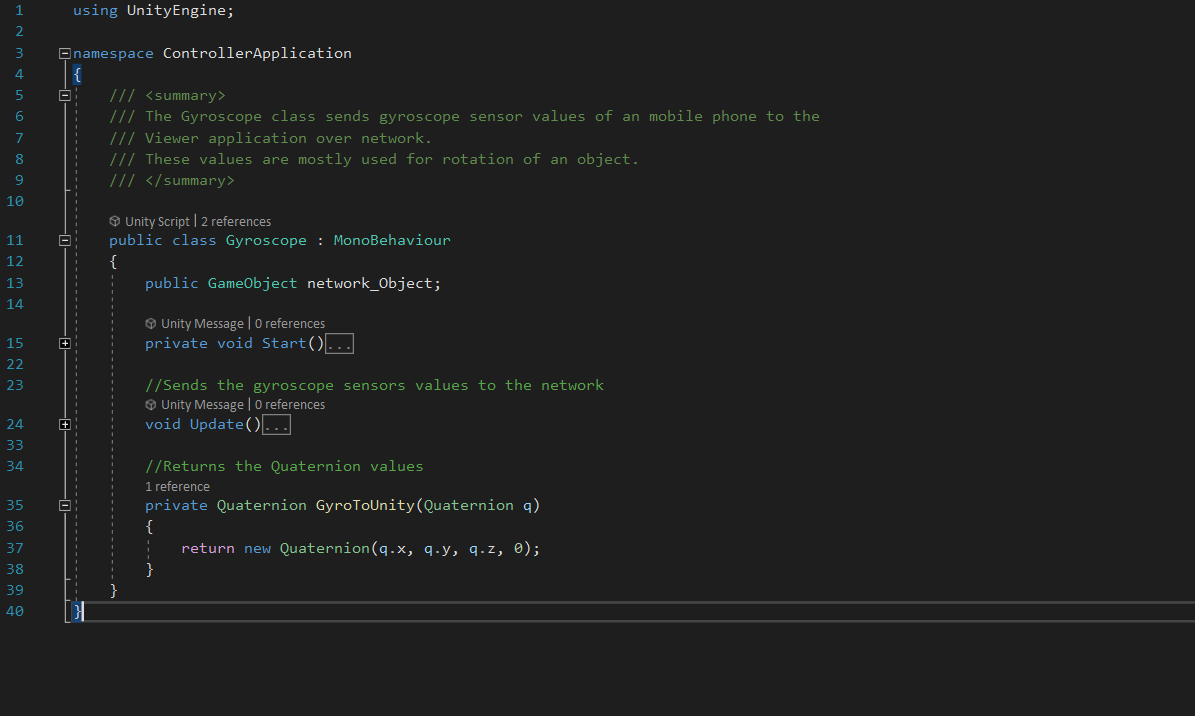 1 using UnityEngine;
2
3 namespace ControllerApplication
4 {
5 /// <summary>
6 /// The Gyroscope class sends gyroscope sensor values of an mobile phone to the
7 /// Viewer application over network.
8 /// These values are mostly used for rotation of an object.
9 /// </summary>
10
Unity Script | 2 references
11 public class Gyroscope : MonoBehaviour
12 {
13 public GameObject network_Object;
14
Unity Message | 0 references
15 private void Start()...
22
23 //Sends the gyroscope sensors values to the network
Unity Message | 0 references
24 void Update()...
33
34 //Returns the Quaternion values
1 reference
35 private Quaternion GyroToUnity(Quaternion q)
36 {
37 return new Quaternion(q.x, q.y, q.z, 0);
38 }
39 }
40 }